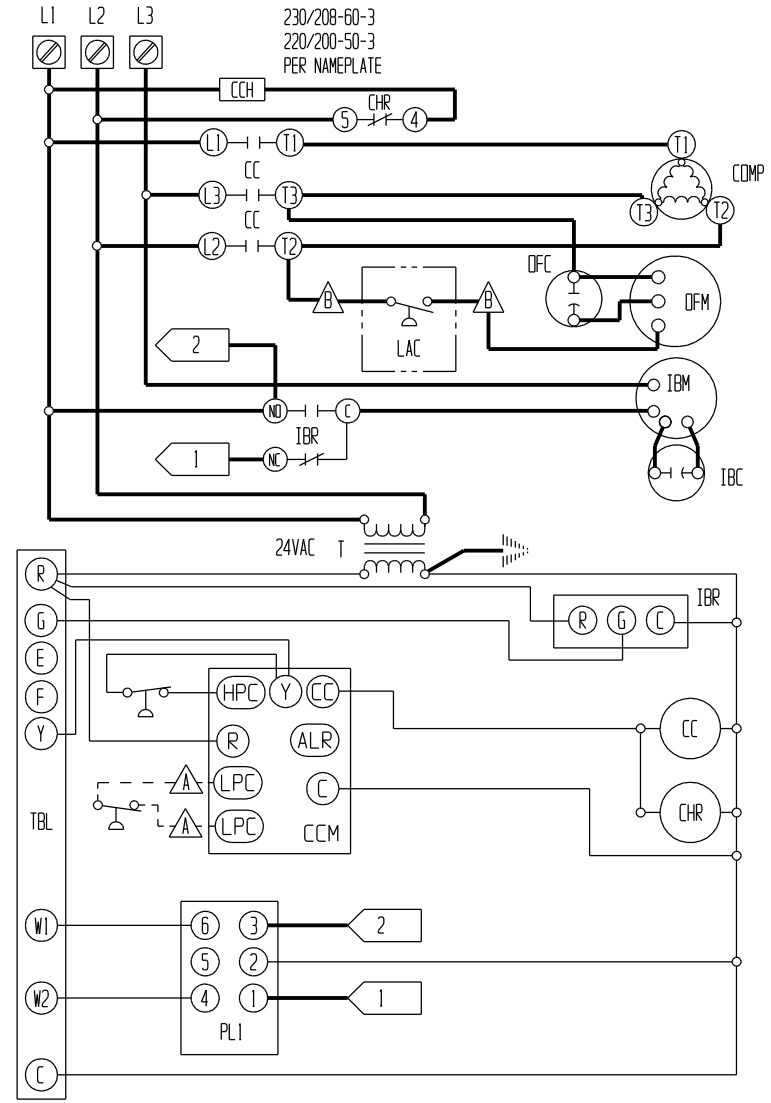 L1 L2 L3
230/208-60-3
220/200-50-3
PER NAMEPLATE
CCH
CHR
5 4
L1 T1 T1
CC
COMP
L3 T3 T3 T2
CC
L2 T2
OFC
B B
OFM
LAC
2
IBM
NO C
IBR
1 NC
IBC
24VAC T
R
IBR
G R G C
E
F
HPC Y CC
Y
CC
R ALR
A LPC
C
CHR
TBL
A LPC CCM
W1 6 3 2
5 2
W2 4 1 1
PL1
C